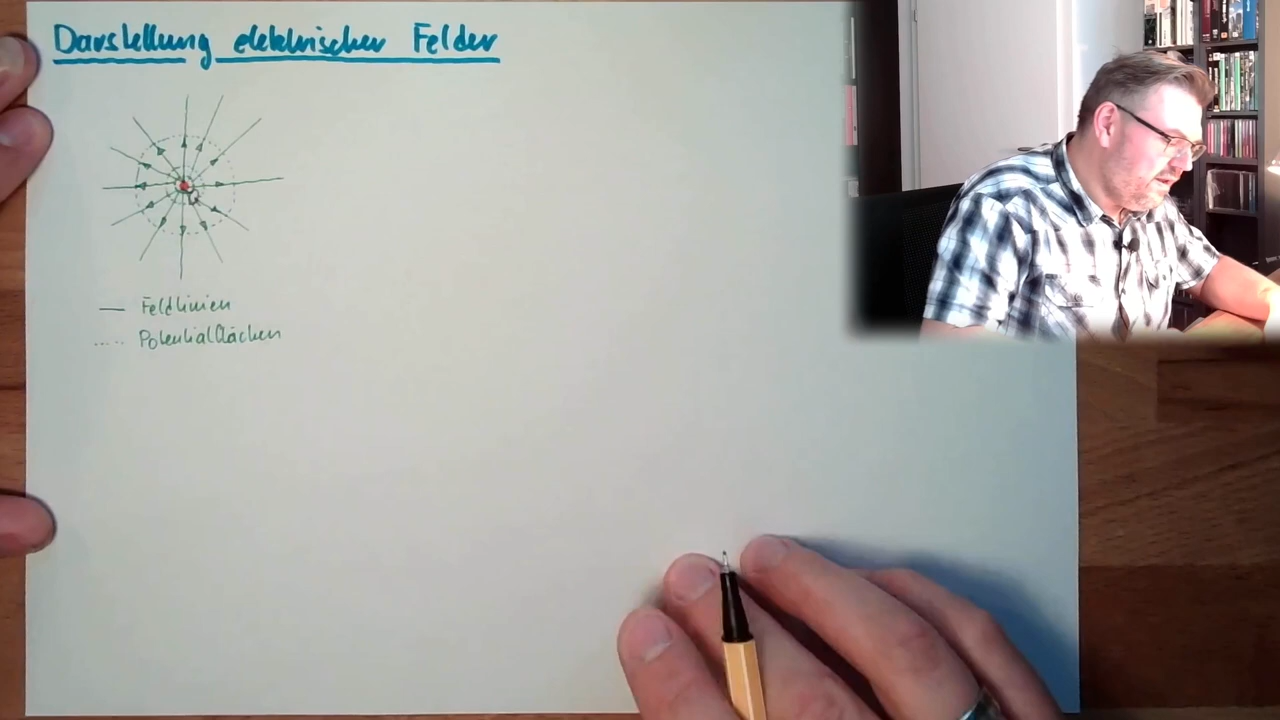 Darstellung elektrischer Felder
Q
— Feldlinien
..... Potentialflächen